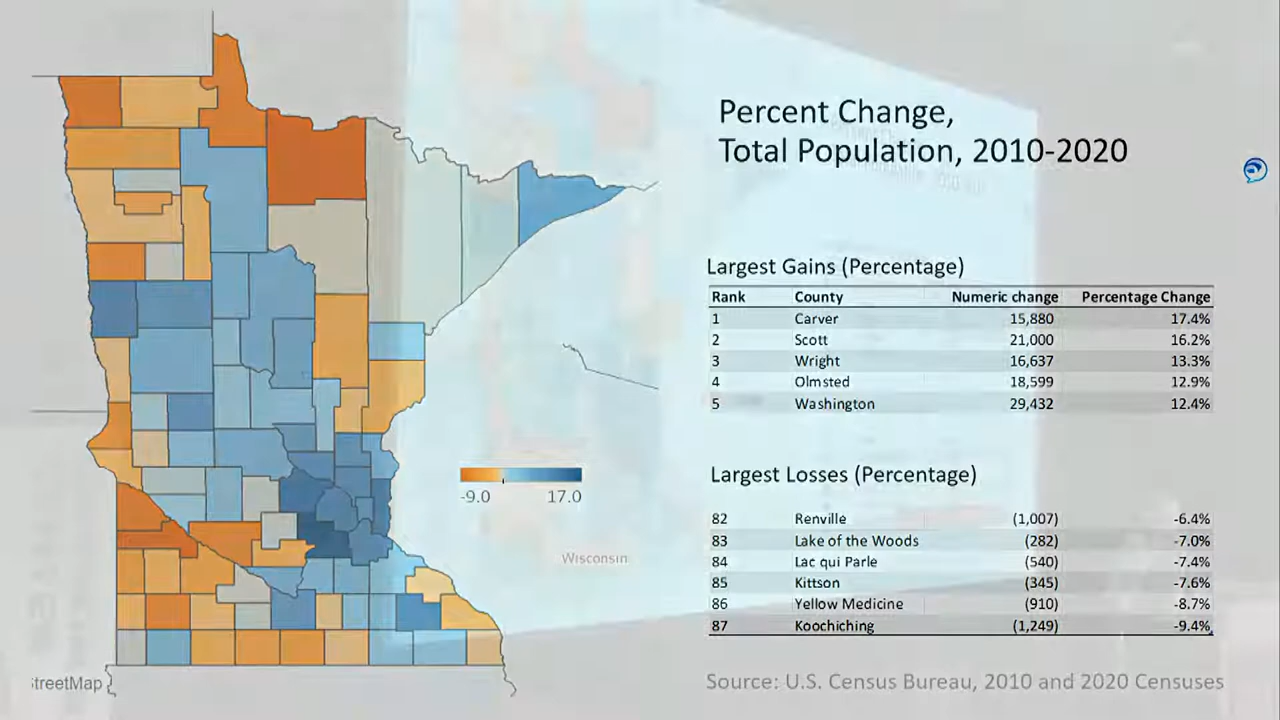 Percent Change,
Total Population, 2010-2020
Largest Gains (Percentage)
Rank County Numeric change Percentage Change
1 Carver 15,880 17.4%
2 Scott 21,000 16.2%
3 Wright 16,637 13.3%
4 Olmsted 18,599 12.9%
5 Washington 29,432 12.4%
-9.0 17.0
Largest Losses (Percentage)
82 Renville (1,007) -6.4%
83 Lake of the Woods (282) -7.0%
84 Lac qui Parle (540) -7.4%
85 Kittson (345) -7.6%
86 Yellow Medicine (910) -8.7%
87 Koochiching (1,249) -9.4%
Wisconsin
treetMap
Source: U.S. Census Bureau, 2010 and 2020 Censuses